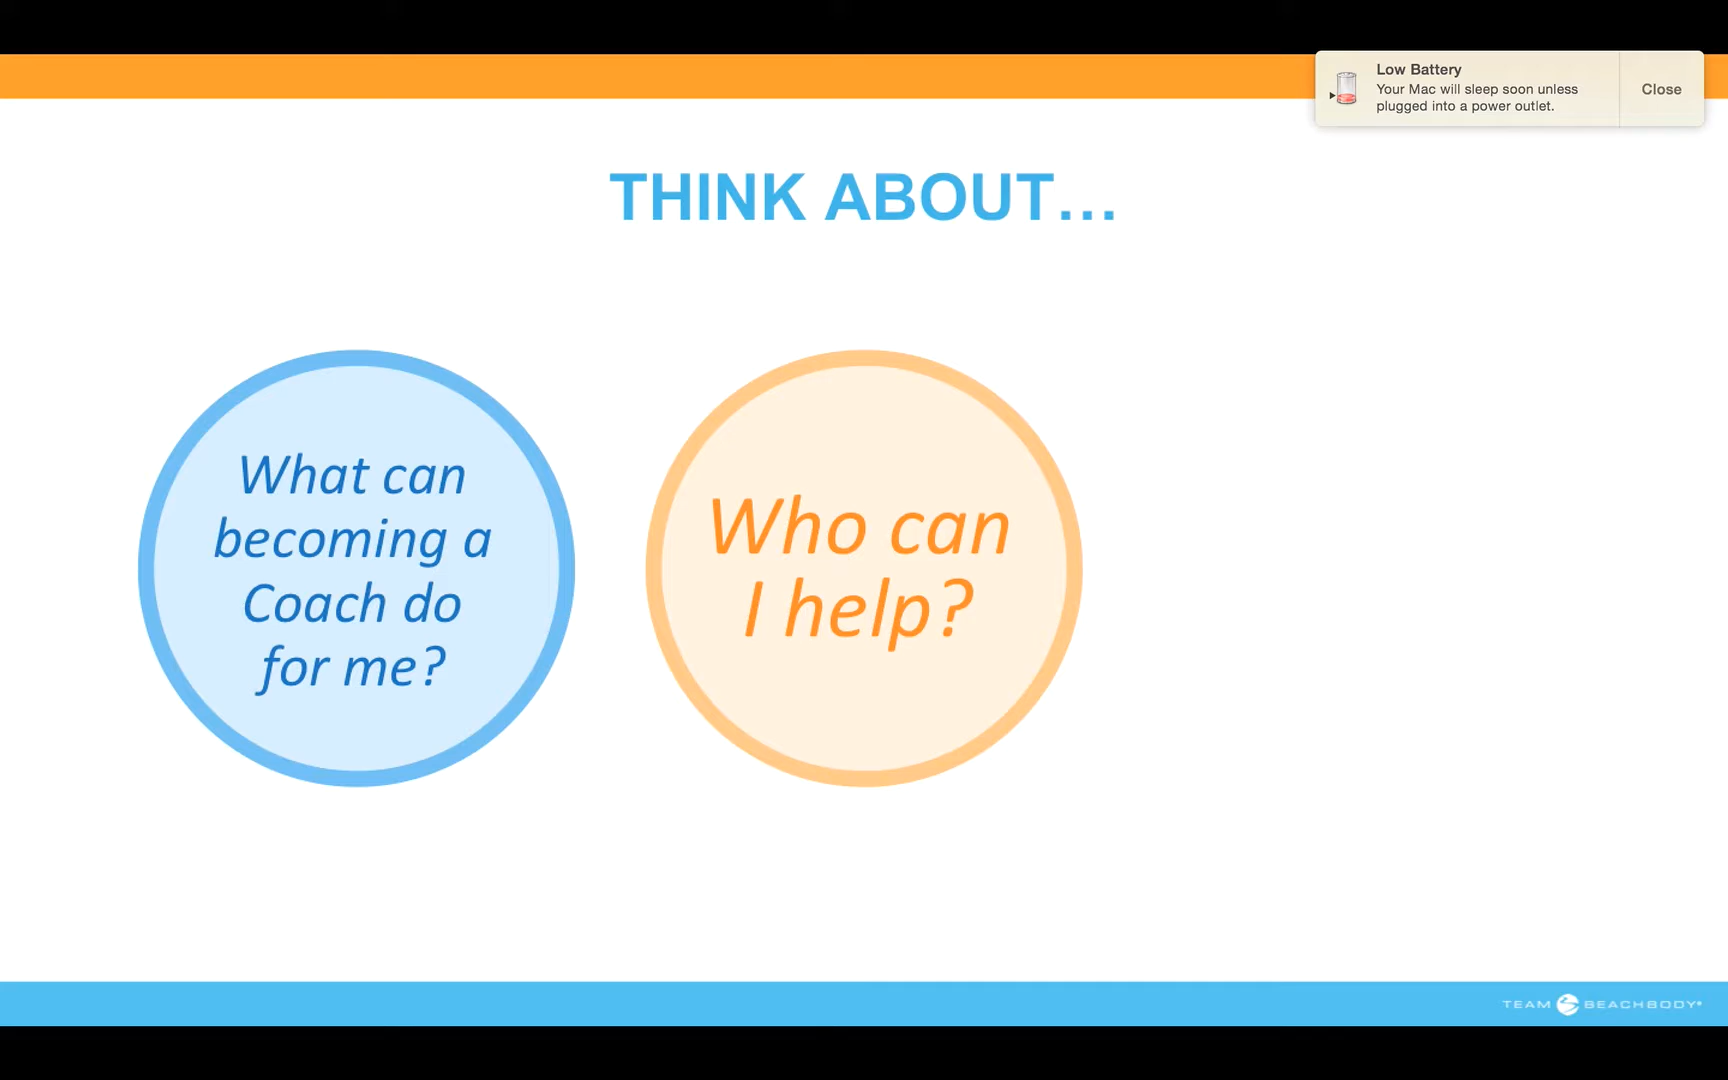 Low Battery
Your Mac will sleep soon unless
plugged into a power outlet.
Close
THINK ABOUT...
What can
becoming a
Coach do
for me?
Who can
I help?
TEAM BEACHBODY®